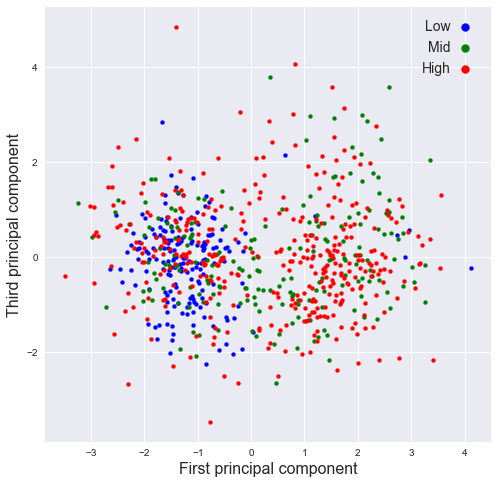 Low
Mid
High
4
2
0
−2
Third principal component
−3
−2
−1
0
1
2
3
4
First principal component